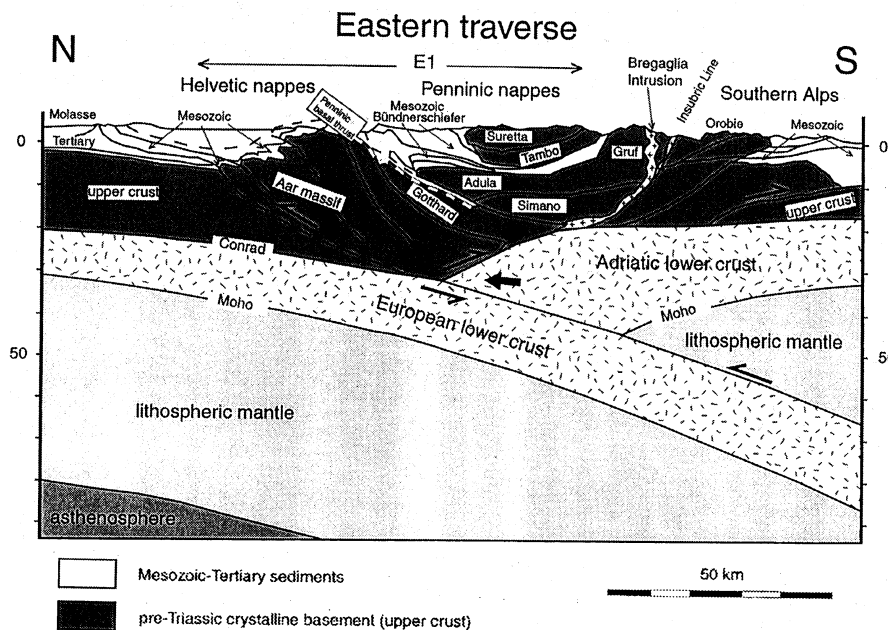 Eastern traverse
N
S
E1
Helvetic nappes
Penninic nappes
Bregaglia
Intrusion
Insubric Line
Southern Alps
Molasse
Mesozoic
Penninic
basal thrust
Mesozoic
Bündnerschiefer
Orobic
Mesozoic
Tertiary
Suretta
Tambo
Gruf
0
0
upper crust
Aar massif
Adula
Gotthard
Simano
upper crust
Conrad
Adriatic lower crust
Moho
European lower crust
Moho
lithospheric mantle
50
5
lithospheric mantle
asthenosphere
Mesozoic-Tertiary sediments
50 km
pre-Triassic crystalline basement (upper crust)